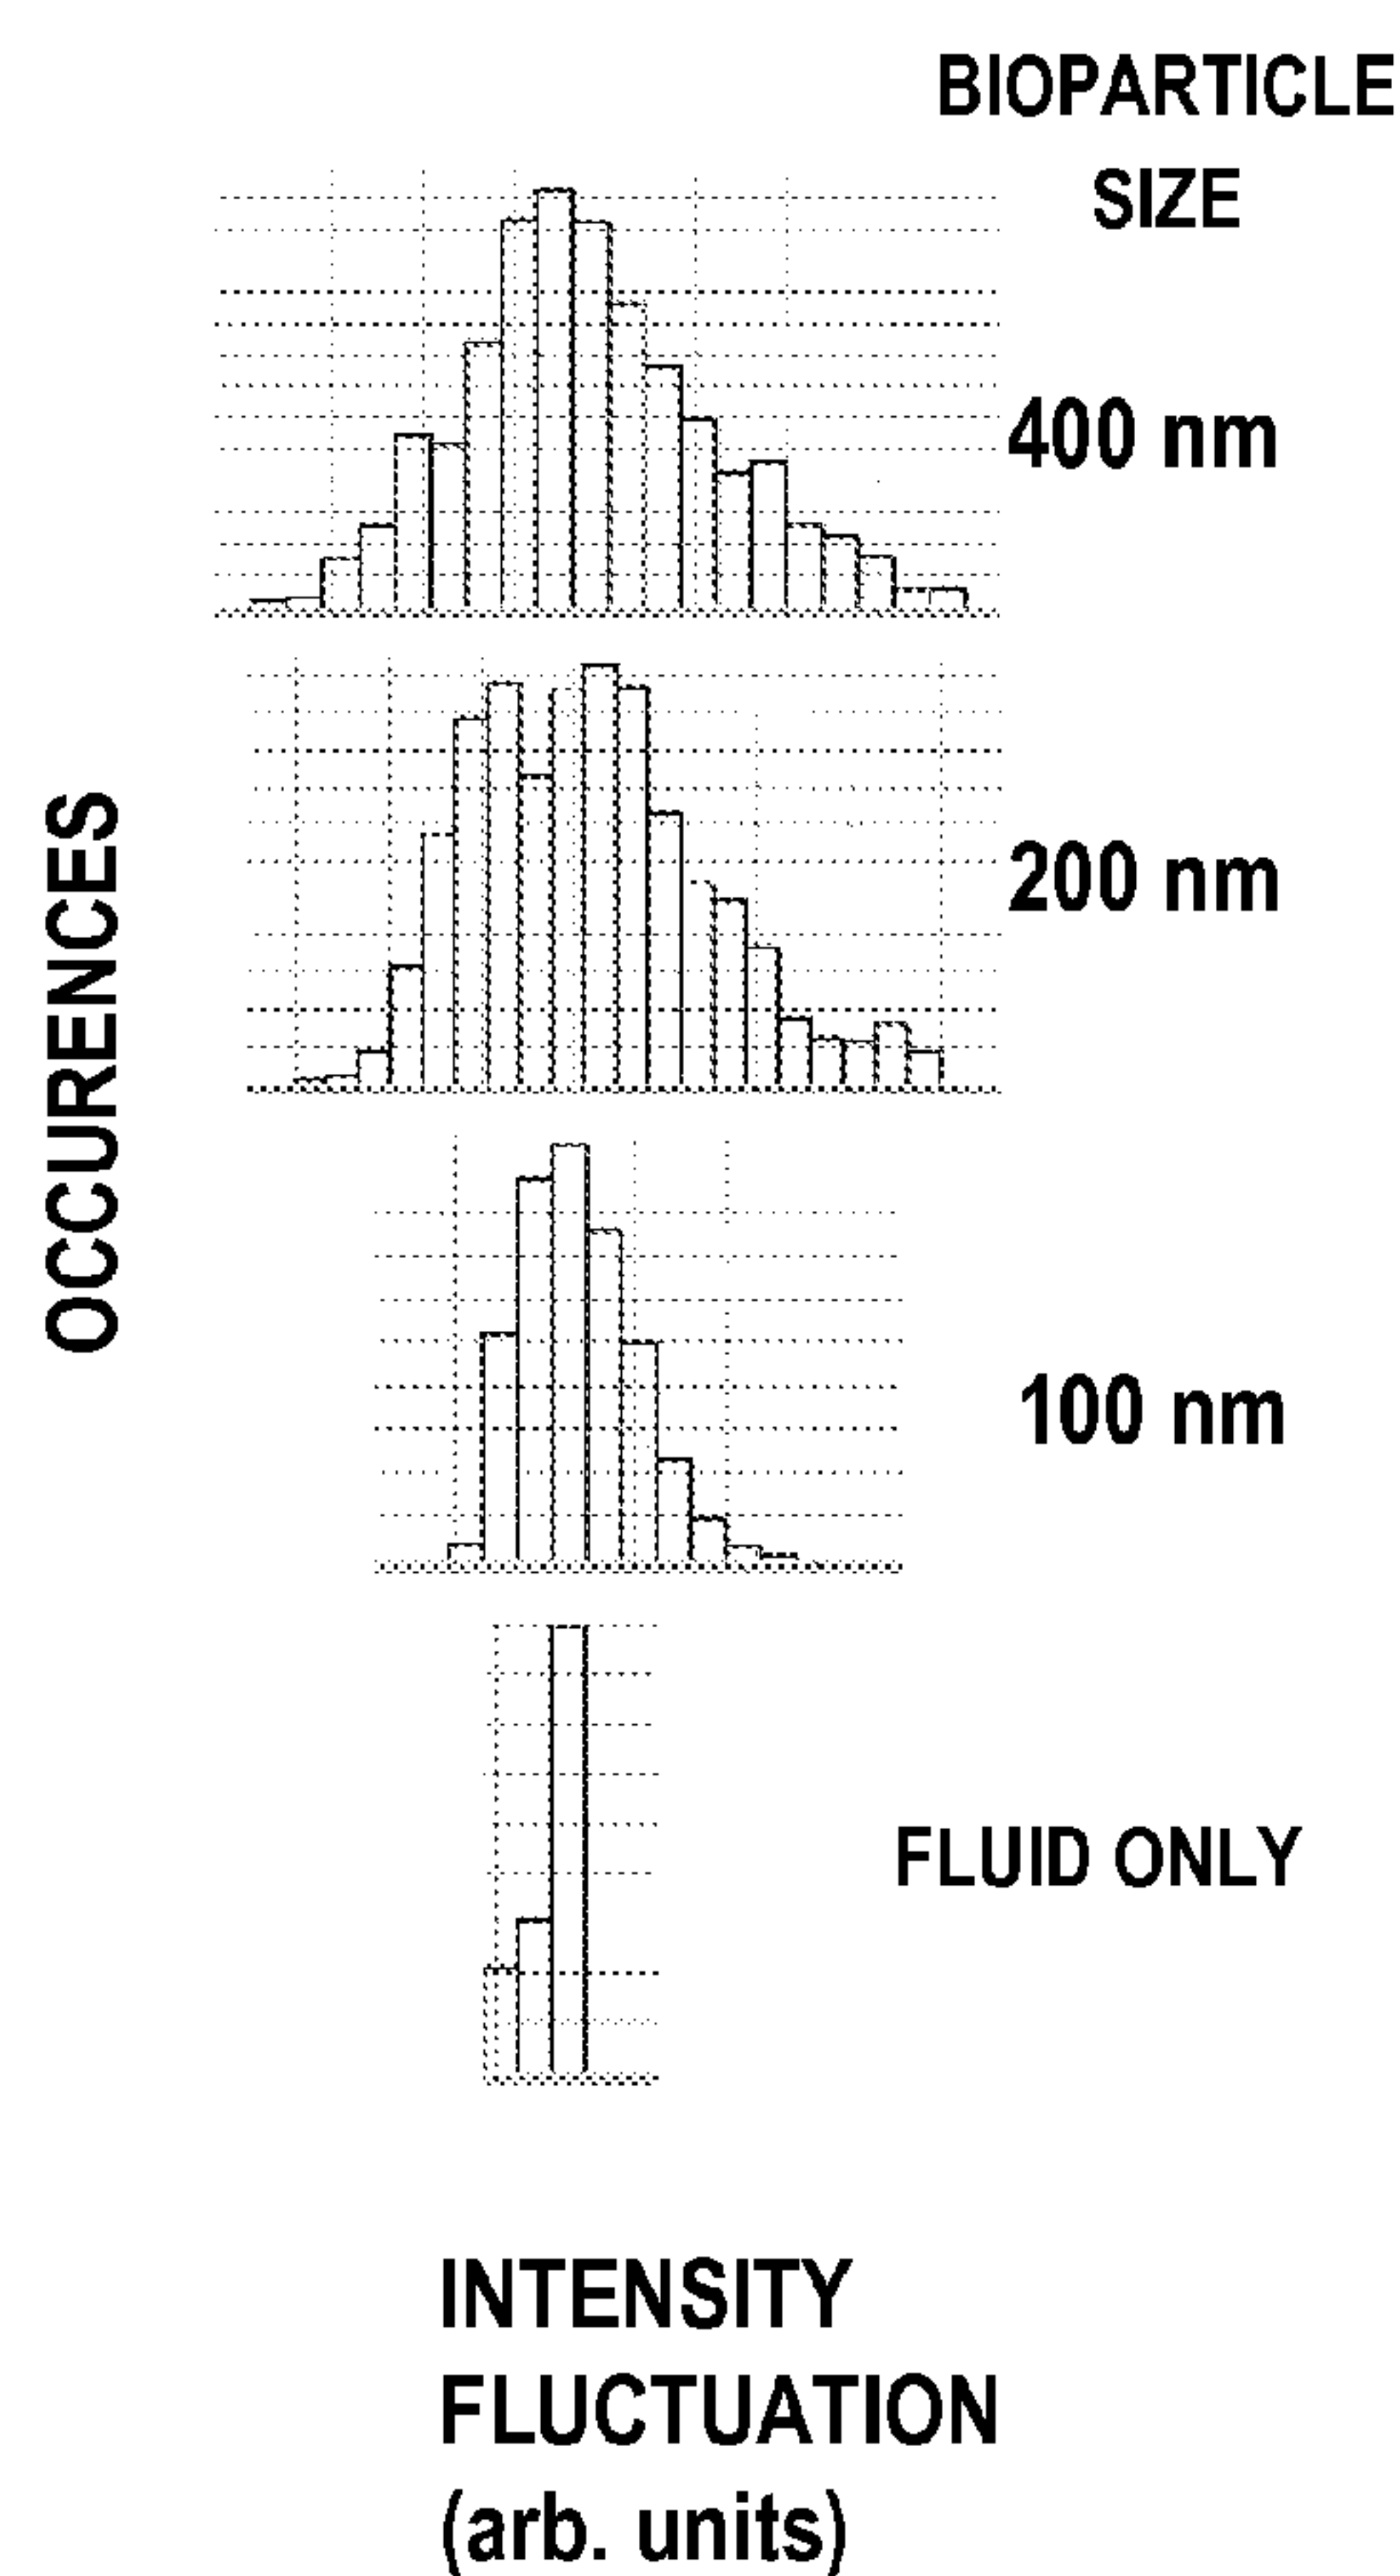 BIOPARTICLE
SIZE
400 nm
200 nm
OCCURENCES
100 nm
FLUID ONLY
INTENSITY
FLUCTUATION
(arb. units)